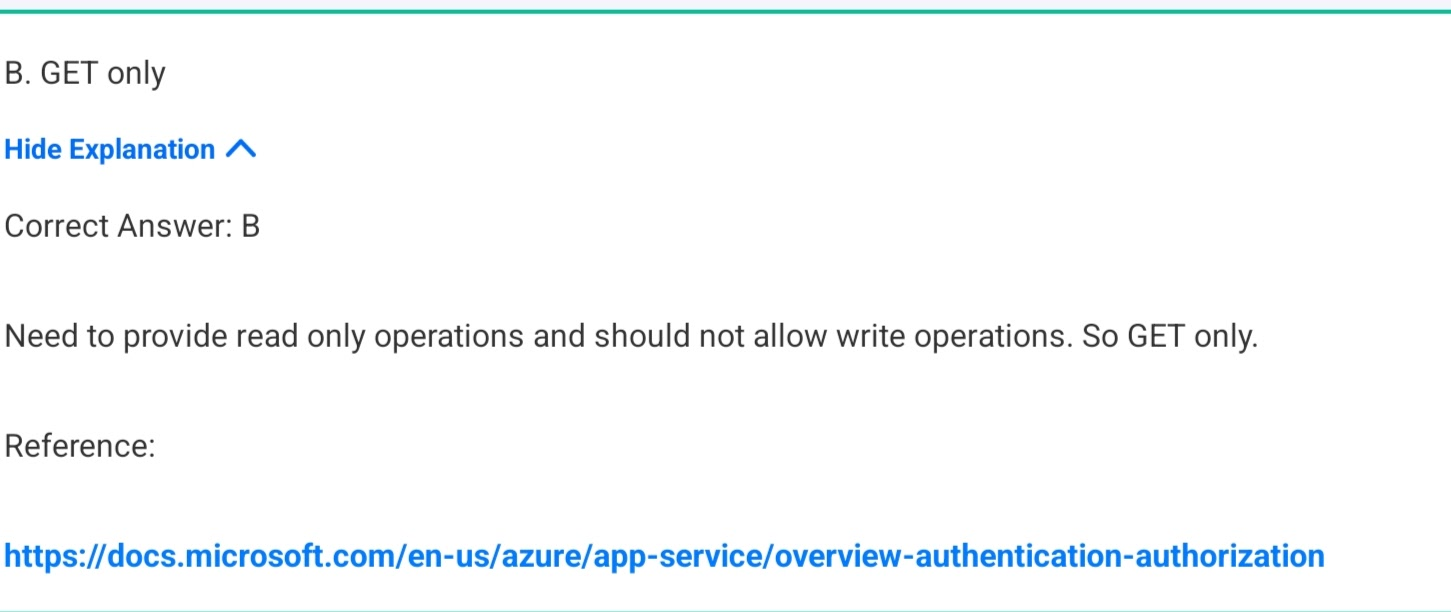 B. GET only
Hide Explanation
Correct Answer: B
Need to provide read only operations and should not allow write operations. So GET only.
Reference:
https://docs.microsoft.com/en-us/azure/app-service/overview-authentication-authorization